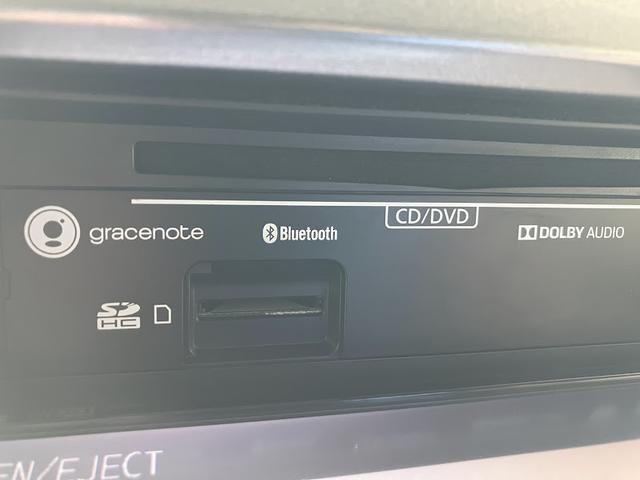 gracenote
Bluetooth
CD/DVD
DOLBY AUDIO
SD
HC
EN/EJECT